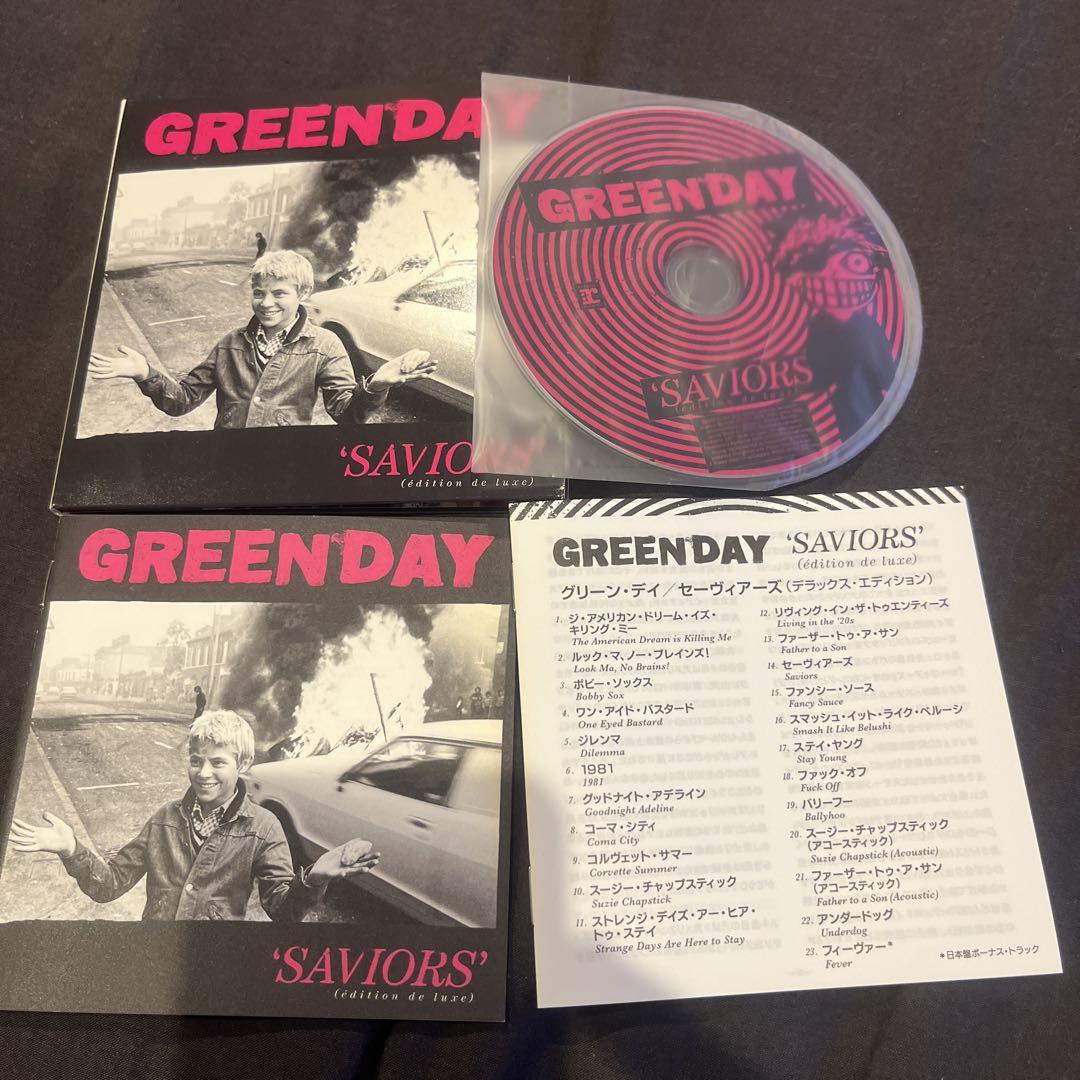 GREEN DAY
'SAVIORS'
(édition de luxe)
GREEN DAY
'SAVIORS
(édition de luxe
GREEN DAY
'SAVIORS'
(édition de luxe)
GREEN DAY 'SAVIORS'
(édition de luxe)
グリーン・デイ／セーヴィアーズ(デラックス・エディション)
1. ジ・アメリカン・ドリーム・イズ・
キリング・ミー
The American Dream is Killing Me
2. ルック・マ、ノー・ブレインズ！
Look Ma, No Brains!
3. ボビー・ソックス
Bobby Sox
4. ワン・アイド・バスタード
One Eyed Bastard
5. ジレンマ
Dilemma
6. 1981
1981
7. グッドナイト・アデライン
Goodnight Adeline
8. コーマ・シティ
Coma City
9. コルヴェット・サマー
Corvette Summer
10. スージー・チャップスティック
Suzie Chapstick
11. ストレンジ・デイズ・アー・ヒア・
トゥ・ステイ
Strange Days Are Here to Stay
12. リヴィング・イン・ザ・トゥエンティーズ
Living in the '20s
13. ファーザー・トゥ・ア・サン
Father to a Son
14. セーヴィアーズ
Saviors
15. ファンシー・ソース
Fancy Sauce
16. スマッシュ・イット・ライク・ベルーシ
Smash It Like Belushi
17. ステイ・ヤング
Stay Young
18. ファック・オフ
Fuck Off
19. バリーフー
Ballyhoo
20. スージー・チャップスティック
(アコースティック)
Suzie Chapstick (Acoustic)
21. ファーザー・トゥ・ア・サン
(アコースティック)
Father to a Son (Acoustic)
22. アンダードッグ
Underdog
23. フィーヴァー*
Fever
*日本盤ボーナス・トラック